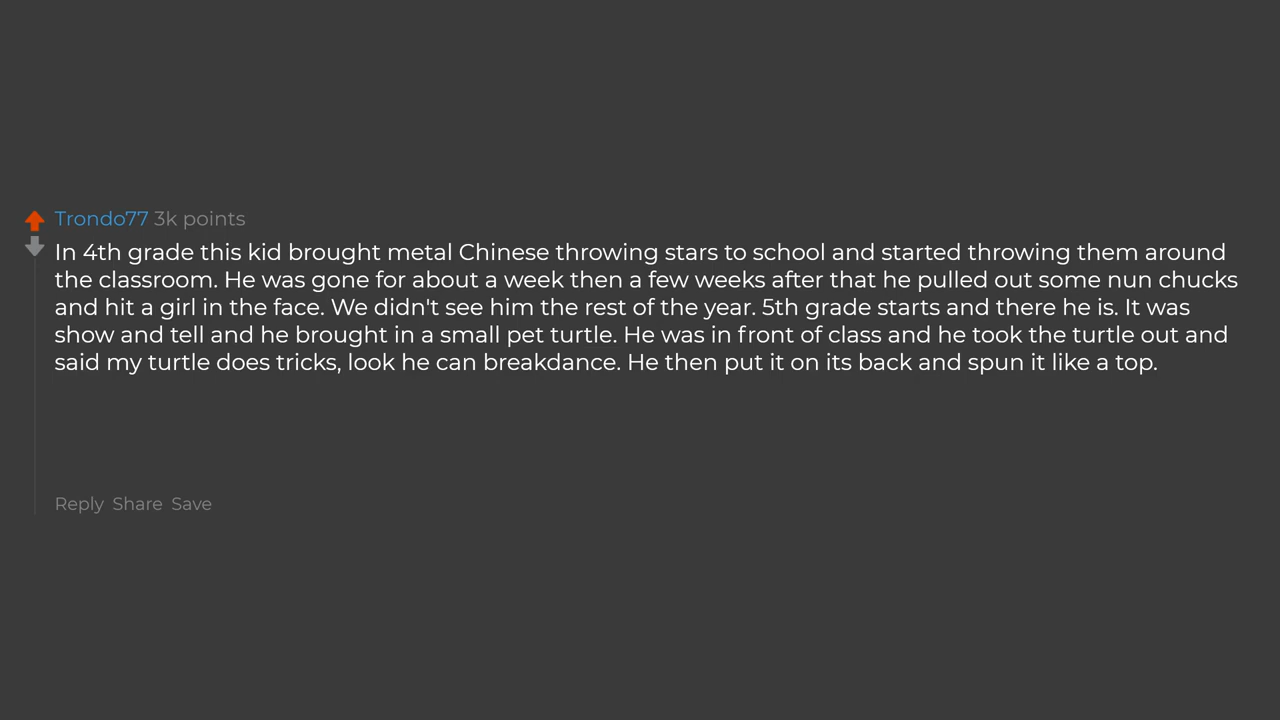 Trondo77 3k points
In 4th grade this kid brought metal Chinese throwing stars to school and started throwing them around
the classroom. He was gone for about a week then a few weeks after that he pulled out some nun chucks
and hit a girl in the face. We didn't see him the rest of the year. 5th grade starts and there he is. It was
show and tell and he brought in a small pet turtle. He was in front of class and he took the turtle out and
said my turtle does tricks, look he can breakdance. He then put it on its back and spun it like a top.
Reply Share Save